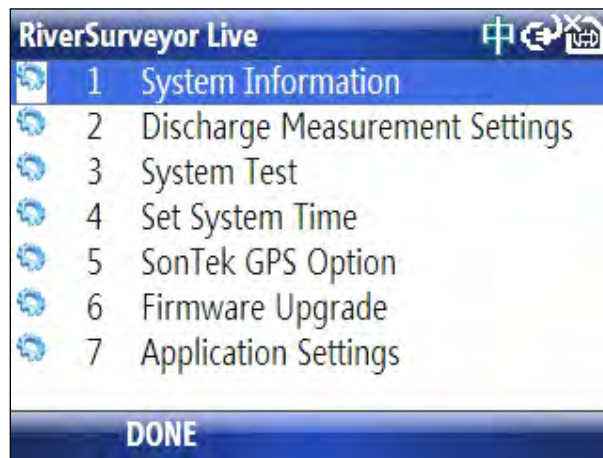 RiverSurveyor Live 中
1 System Information
2 Discharge Measurement Settings
3 System Test
4 Set System Time
5 SonTek GPS Option
6 Firmware Upgrade
7 Application Settings
DONE